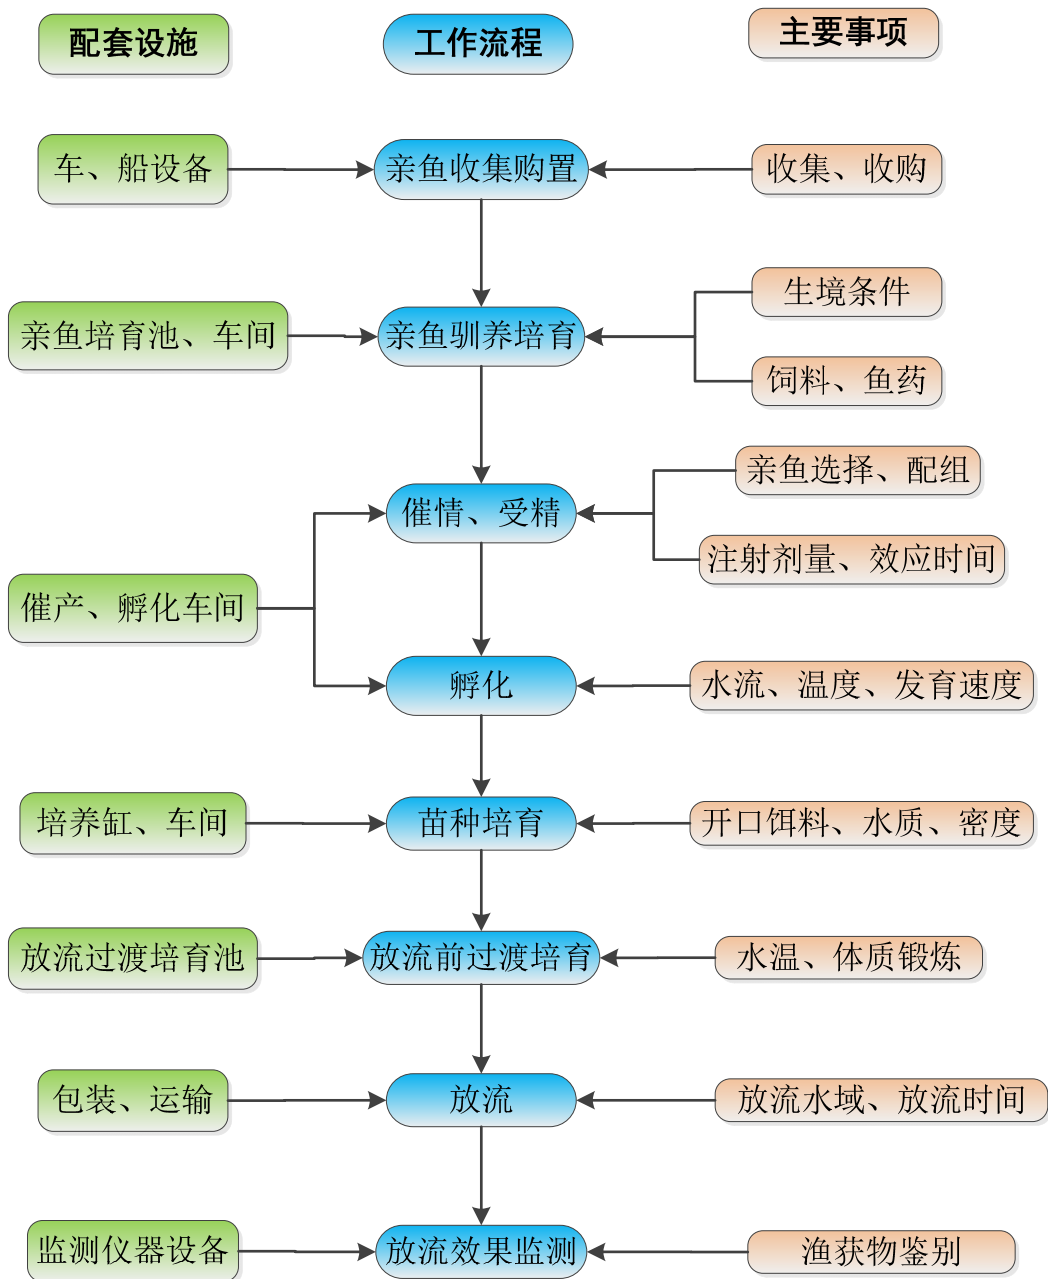 配套设施
工作流程
主要事项
车、船设备
亲鱼收集购置
收集、收购
生境条件
亲鱼培育池、车间
亲鱼驯养培育
饲料、鱼药
亲鱼选择、配组
催情、受精
注射剂量、效应时间
催产、孵化车间
孵化
水流、温度、发育速度
培养缸、车间
苗种培育
开口饵料、水质、密度
放流过渡培育池
放流前过渡培育
水温、体质锻炼
包装、运输
放流
放流水域、放流时间
监测仪器设备
放流效果监测
渔获物鉴别